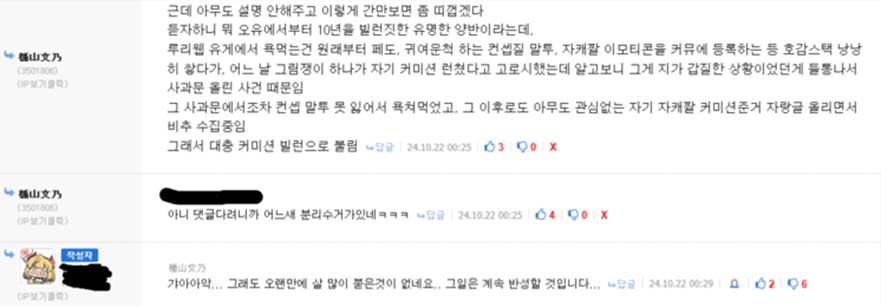 근데 아무도 설명 안해주고 이렇게 간만보면 좀 띠껍겠다
듣자하니 뭐 오유에서부터 10년을 빌런짓한 유명한 양반이라는데,
루리웹 유게에서 욕먹는건 원래부터 페도, 귀여운척 하는 컨셉질 말투, 자캐짤 이모티콘을 커뮤에 등록하는 등 호감스택 낭낭
히 쌓다가, 어느 날 그림쟁이 하나가 자기 커미션 런쳤다고 고로시했는데 알고보니 그게 지가 갑질한 상황이었던게 들통나서
사과문 올린 사건 때문임
그 사과문에서조차 컨셉 말투 못 잃어서 욕쳐먹었고, 그 이후로도 아무도 관심없는 자기 자캐짤 커미션준거 자랑글 올리면서
비추 수집중임
그래서 대충 커미션 빌런으로 불림 답글 24.10.22 00:25 3 0 X
樋山文乃
(3501806)
(IP보기클릭)
樋山文乃
(3501806)
(IP보기클릭)
아니 댓글다려니까 어느새 분리수거가있네ㅋㅋㅋ 답글 24.10.22 00:25 4 0 X
작성자
(IP보기클릭)
樋山文乃
갸아아악... 그래도 오랜만에 살 많이 붙은것이 없네요.. 그일은 계속 반성할 것입니다... 답글 24.10.22 00:29 2 6